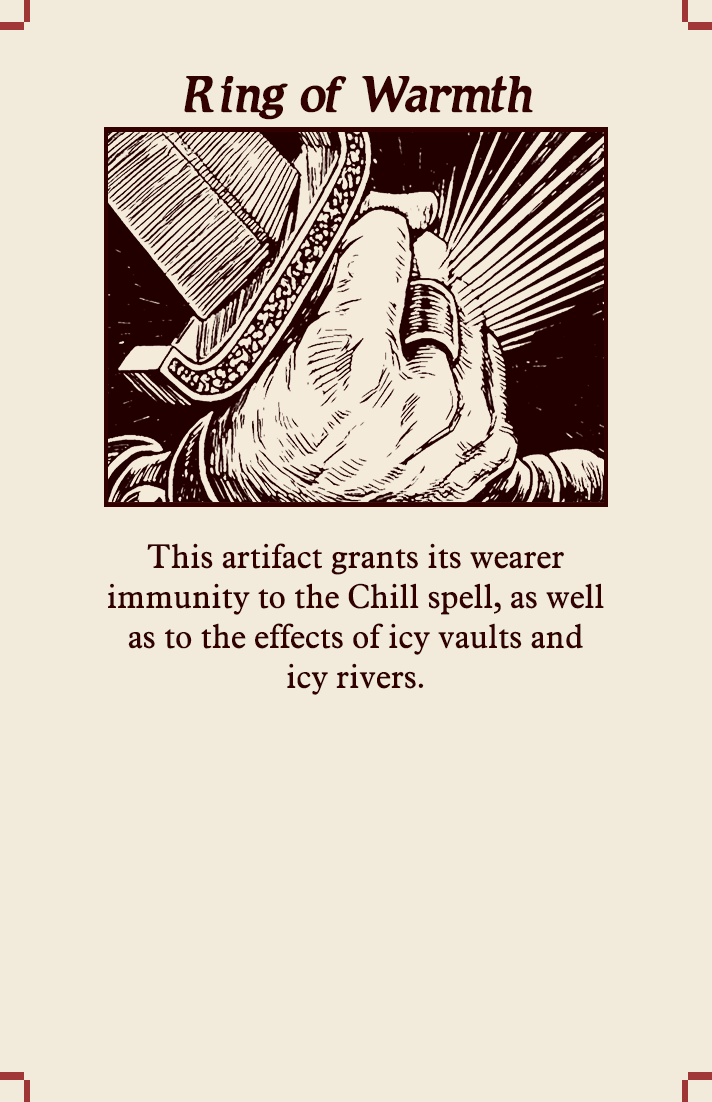 Ring of Warmth
This artifact grants its wearer
immunity to the Chill spell, as well
as to the effects of icy vaults and
icy rivers.